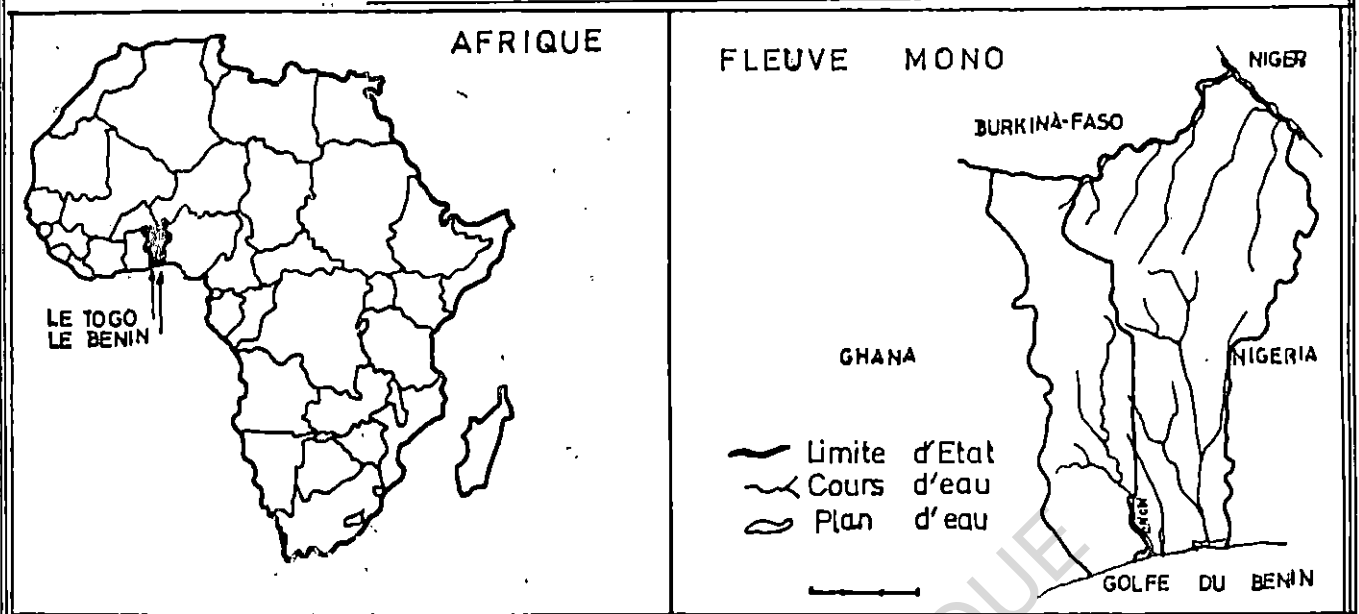 AFRIQUE
LE TOGO
LE BENIN
FLEUVE MONO
NIGER
BURKINA-FASO
GHANA
NIGERIA
Limite d'Etat
Cours d'eau
Plan d'eau
GOLFE DU BENIN
QUE